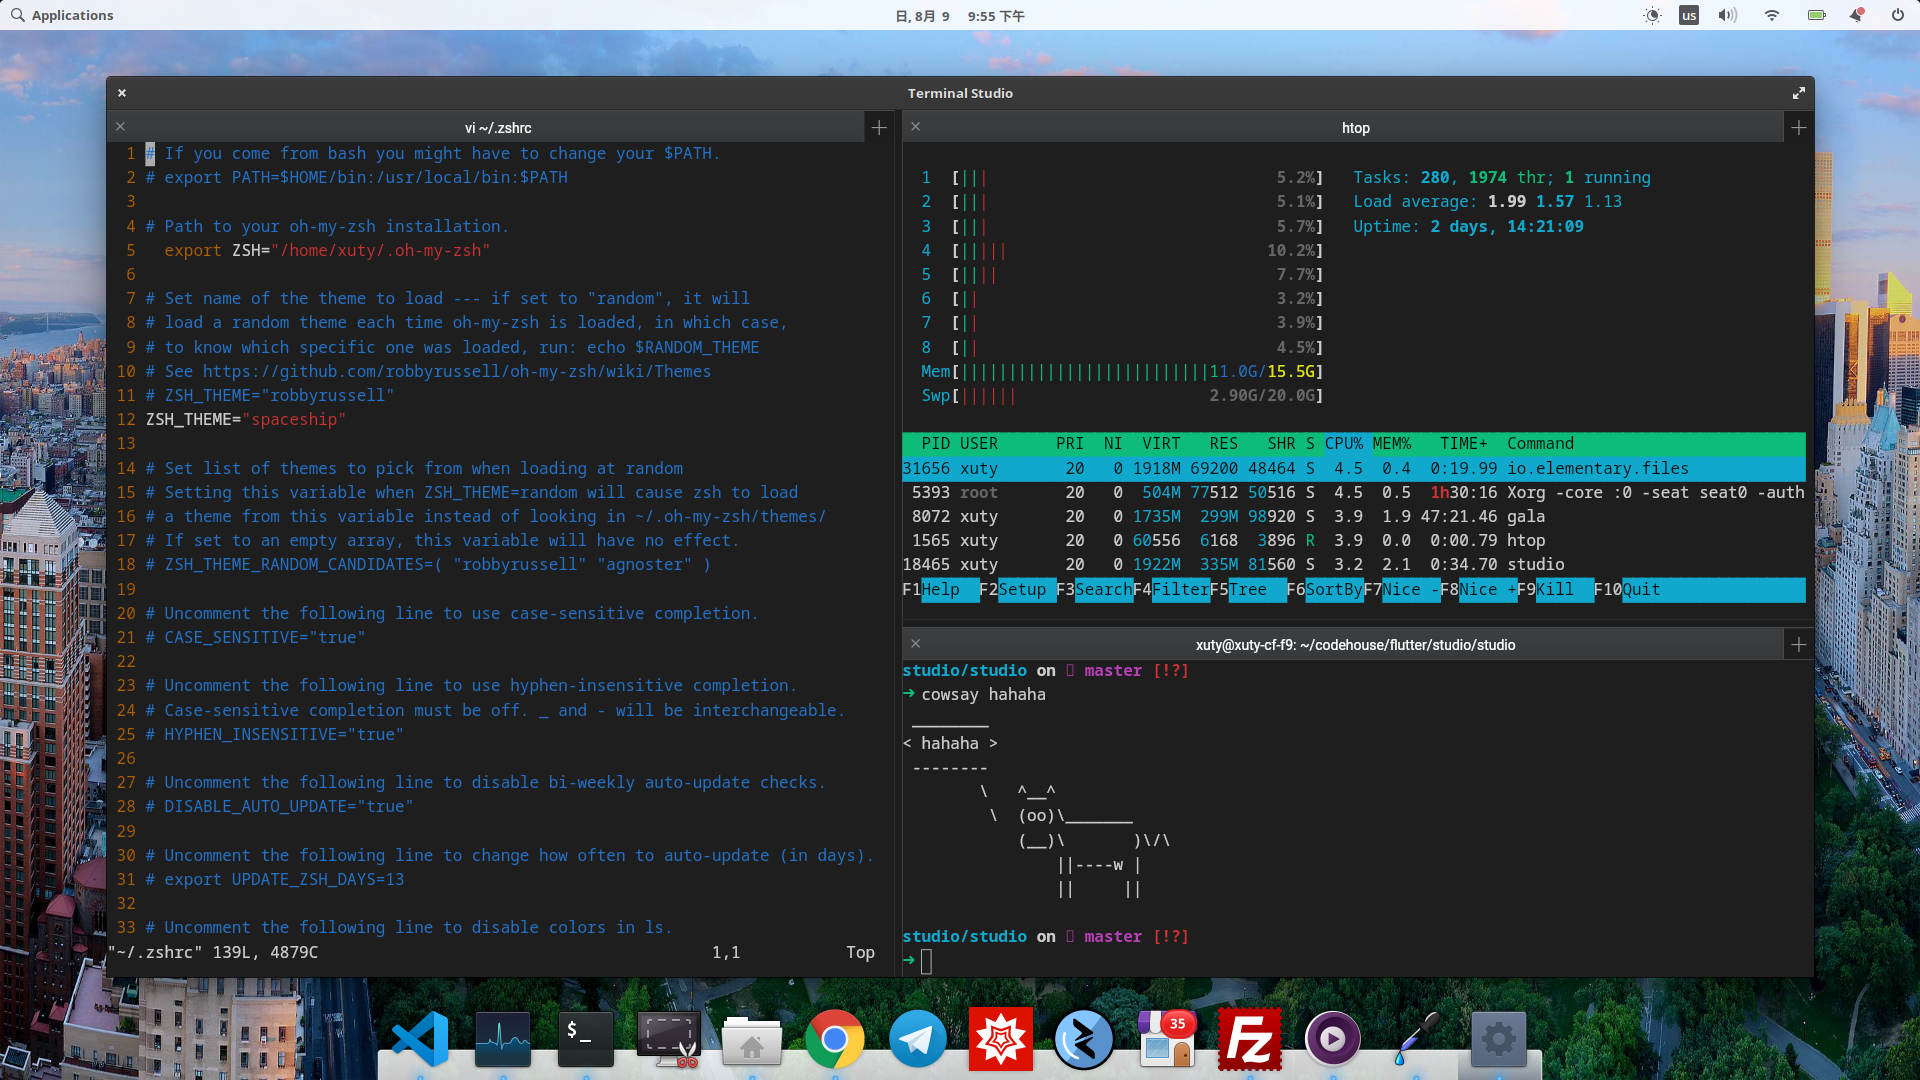 Applications
日, 8月 9 9:55 下午
us
Terminal Studio
vi ~/.zshrc
1 # If you come from bash you might have to change your $PATH.
2 # export PATH=$HOME/bin:/usr/local/bin:$PATH
3
4 # Path to your oh-my-zsh installation.
5   export ZSH="/home/xuty/.oh-my-zsh"
6
7 # Set name of the theme to load --- if set to "random", it will
8 # load a random theme each time oh-my-zsh is loaded, in which case,
9 # to know which specific one was loaded, run: echo $RANDOM_THEME
10 # See https://github.com/robbyrussell/oh-my-zsh/wiki/Themes
11 # ZSH_THEME="robbyrussell"
12 ZSH_THEME="spaceship"
13
14 # Set list of themes to pick from when loading at random
15 # Setting this variable when ZSH_THEME=random will cause zsh to load
16 # a theme from this variable instead of looking in ~/.oh-my-zsh/themes/
17 # If set to an empty array, this variable will have no effect.
18 # ZSH_THEME_RANDOM_CANDIDATES=( "robbyrussell" "agnoster" )
19
20 # Uncomment the following line to use case-sensitive completion.
21 # CASE_SENSITIVE="true"
22
23 # Uncomment the following line to use hyphen-insensitive completion.
24 # Case-sensitive completion must be off. _ and - will be interchangeable.
25 # HYPHEN_INSENSITIVE="true"
26
27 # Uncomment the following line to disable bi-weekly auto-update checks.
28 # DISABLE_AUTO_UPDATE="true"
29
30 # Uncomment the following line to change how often to auto-update (in days).
31 # export UPDATE_ZSH_DAYS=13
32
33 # Uncomment the following line to disable colors in ls.
"~/.zshrc" 139L, 4879C 1,1 Top
htop
1 [||| 5.2%] Tasks: 280, 1974 thr; 1 running
2 [||| 5.1%] Load average: 1.99 1.57 1.13
3 [||| 5.7%] Uptime: 2 days, 14:21:09
4 [||||| 10.2%]
5 [|||| 7.7%]
6 [|| 3.2%]
7 [|| 3.9%]
8 [|| 4.5%]
Mem[||||||||||||||||||||||||||11.0G/15.5G]
Swp[|||||| 2.90G/20.0G]
PID USER PRI NI VIRT RES SHR S CPU% MEM% TIME+ Command
31656 xuty 20 0 1918M 69200 48464 S 4.5 0.4 0:19.99 io.elementary.files
5393 root 20 0 504M 77512 50516 S 4.5 0.5 1h30:16 Xorg -core :0 -seat seat0 -auth
8072 xuty 20 0 1735M 299M 98920 S 3.9 1.9 47:21.46 gala
1565 xuty 20 0 60556 6168 3896 R 3.9 0.0 0:00.79 htop
18465 xuty 20 0 1922M 335M 81560 S 3.2 2.1 0:34.70 studio
F1Help F2Setup F3SearchF4FilterF5Tree F6SortByF7Nice -F8Nice +F9Kill F10Quit
xuty@xuty-cf-f9: ~/codehouse/flutter/studio/studio
studio/studio on master [!?]
➜ cowsay hahaha
 ________
< hahaha >
 --------
        \   ^__^
         \  (oo)\_______
            (__)\       )\/\
                ||----w |
                ||     ||
studio/studio on master [!?]
➜
$_
35
FZ